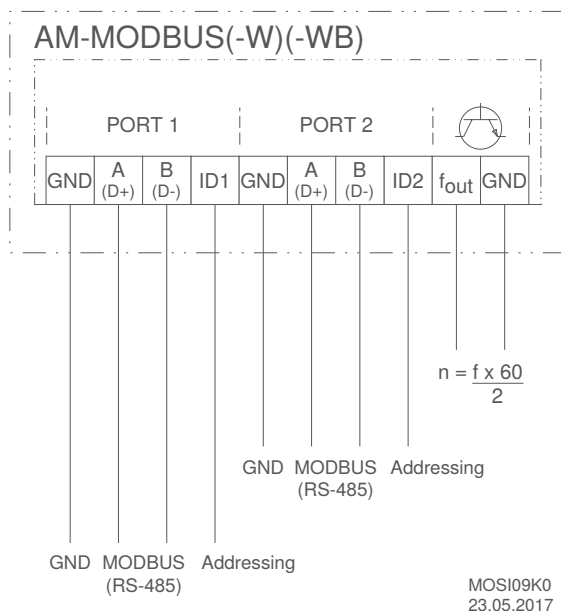 AM-MODBUS(-W)(-WB)
PORT 1 PORT 2
GND A (D+) B (D-) ID1 GND A (D+) B (D-) ID2 fout GND
n = f x 60
2
GND MODBUS Addressing
(RS-485)
GND MODBUS Addressing
(RS-485)
MOSI09K0
23.05.2017